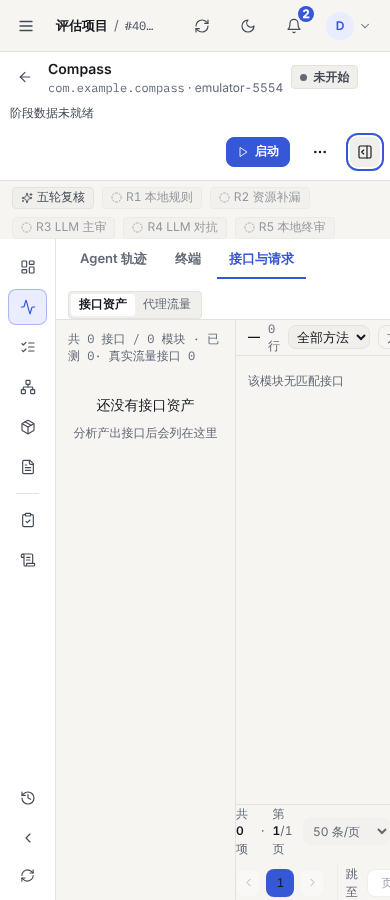 评估项目 / #40…
2
D
Compass
com.example.compass · emulator-5554
未开始
阶段数据未就绪
启动
五轮复核
R1 本地规则
R2 资源补漏
R3 LLM 主审
R4 LLM 对抗
R5 本地终审
Agent 轨迹
终端
接口与请求
接口资产
代理流量
共 0 接口 / 0 模块 · 已
测 0· 真实流量接口 0
还没有接口资产
分析产出接口后会列在这里
一
0
行
全部方法
该模块无匹配接口
共
0
项
·
第
1/1
页
50 条/页
1
跳
至
页